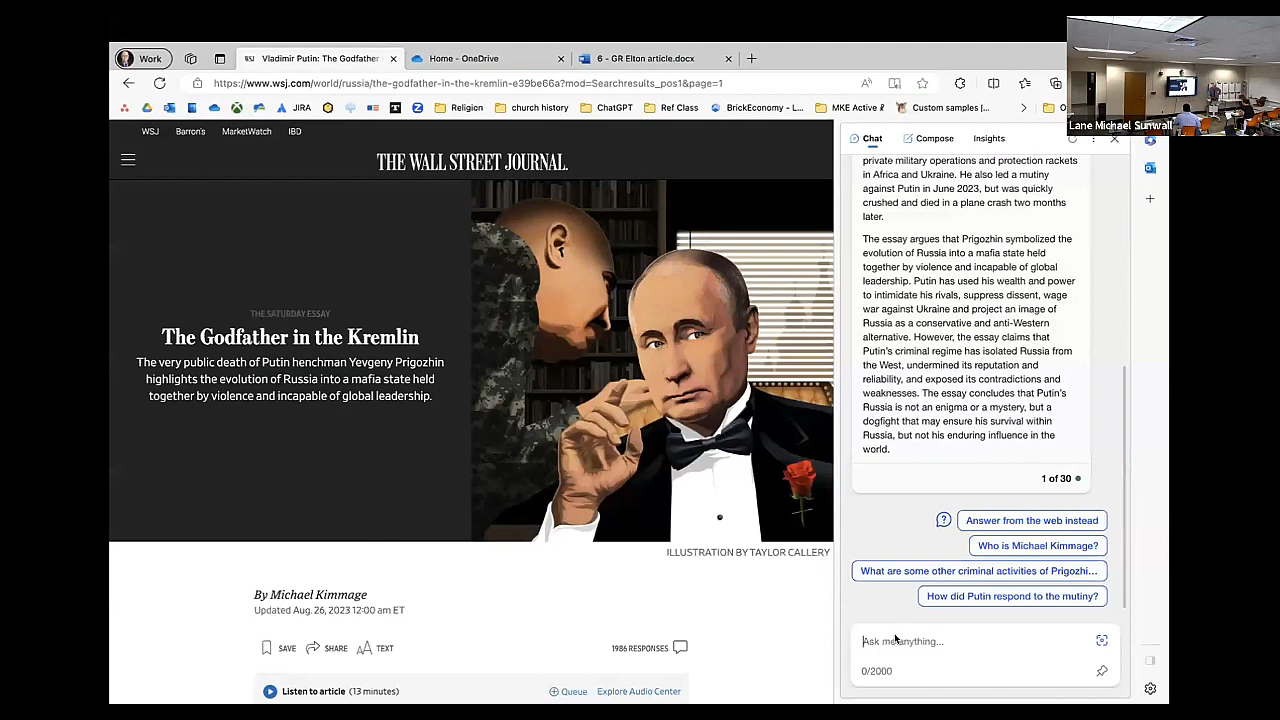 Work
WSJ Vladimir Putin: The Godfather
Home - OneDrive
6 - GR Elton article.docx
https://www.wsj.com/world/russia/the-godfather-in-the-kremlin-e39be66a?mod=Searchresults_pos1&page=1
JIRA
Religion
church history
ChatGPT
Ref Class
BrickEconomy - L...
MKE Active
Custom samples |...
Lane Michael Sunwall
WSJ
Barron's
MarketWatch
IBD
THE WALL STREET JOURNAL.
THE SATURDAY ESSAY
The Godfather in the Kremlin
The very public death of Putin henchman Yevgeny Prigozhin
highlights the evolution of Russia into a mafia state held
together by violence and incapable of global leadership.
ILLUSTRATION BY TAYLOR CALLERY
By Michael Kimmage
Updated Aug. 26, 2023 12:00 am ET
SAVE
SHARE
AA TEXT
1986 RESPONSES
Listen to article (13 minutes)
Queue
Explore Audio Center
Chat
Compose
Insights
private military operations and protection rackets
in Africa and Ukraine. He also led a mutiny
against Putin in June 2023, but was quickly
crushed and died in a plane crash two months
later.
The essay argues that Prigozhin symbolized the
evolution of Russia into a mafia state held
together by violence and incapable of global
leadership. Putin has used his wealth and power
to intimidate his rivals, suppress dissent, wage
war against Ukraine and project an image of
Russia as a conservative and anti-Western
alternative. However, the essay claims that
Putin's criminal regime has isolated Russia from
the West, undermined its reputation and
reliability, and exposed its contradictions and
weaknesses. The essay concludes that Putin's
Russia is not an enigma or a mystery, but a
dogfight that may ensure his survival within
Russia, but not his enduring influence in the
world.
1 of 30
Answer from the web instead
Who is Michael Kimmage?
What are some other criminal activities of Prigozhi...
How did Putin respond to the mutiny?
Ask me anything...
0/2000